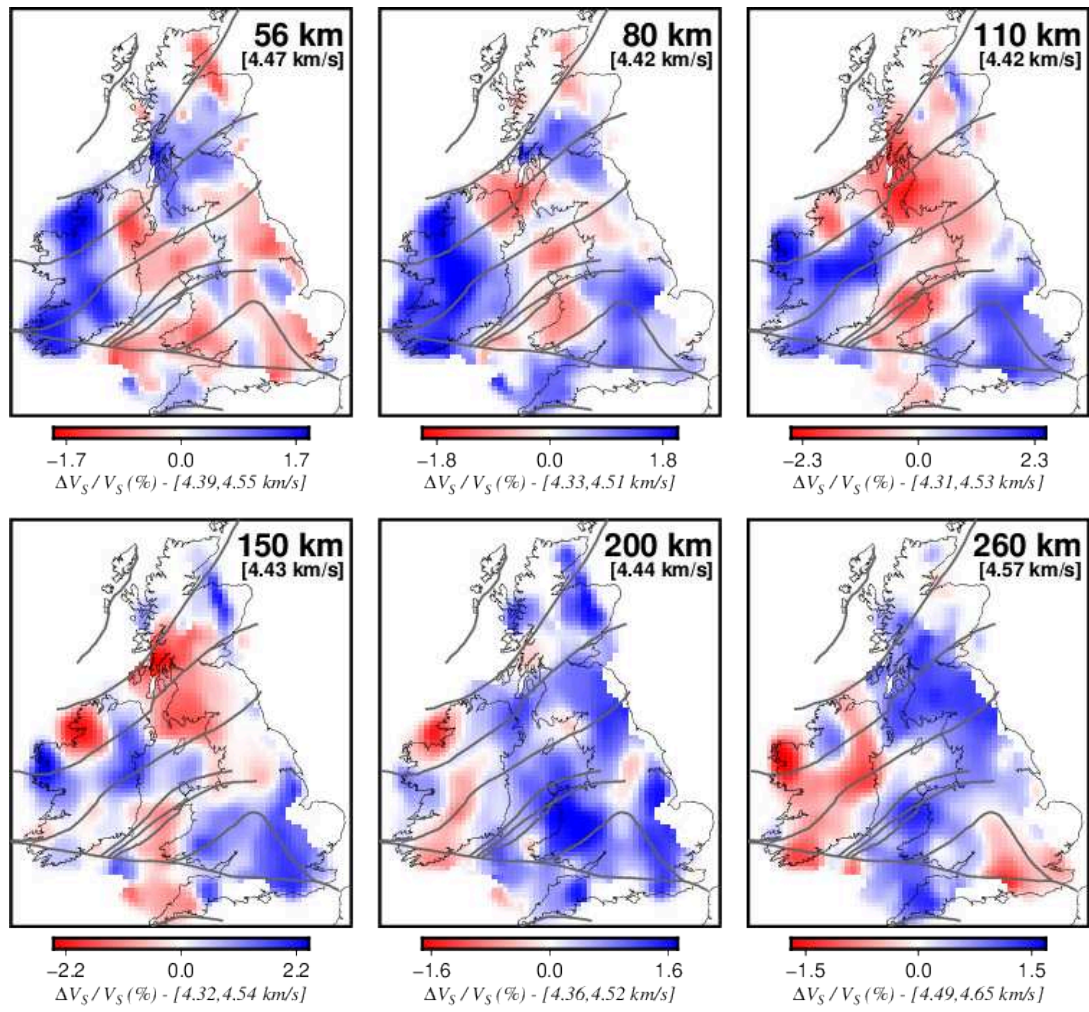 56 km
[4.47 km/s]
80 km
[4.42 km/s]
110 km
[4.42 km/s]
−1.7 0.0 1.7
ΔV_S / V_S (%) - [4.39,4.55 km/s]
−1.8 0.0 1.8
ΔV_S / V_S (%) - [4.33,4.51 km/s]
−2.3 0.0 2.3
ΔV_S / V_S (%) - [4.31,4.53 km/s]
150 km
[4.43 km/s]
200 km
[4.44 km/s]
260 km
[4.57 km/s]
−2.2 0.0 2.2
ΔV_S / V_S (%) - [4.32,4.54 km/s]
−1.6 0.0 1.6
ΔV_S / V_S (%) - [4.36,4.52 km/s]
−1.5 0.0 1.5
ΔV_S / V_S (%) - [4.49,4.65 km/s]